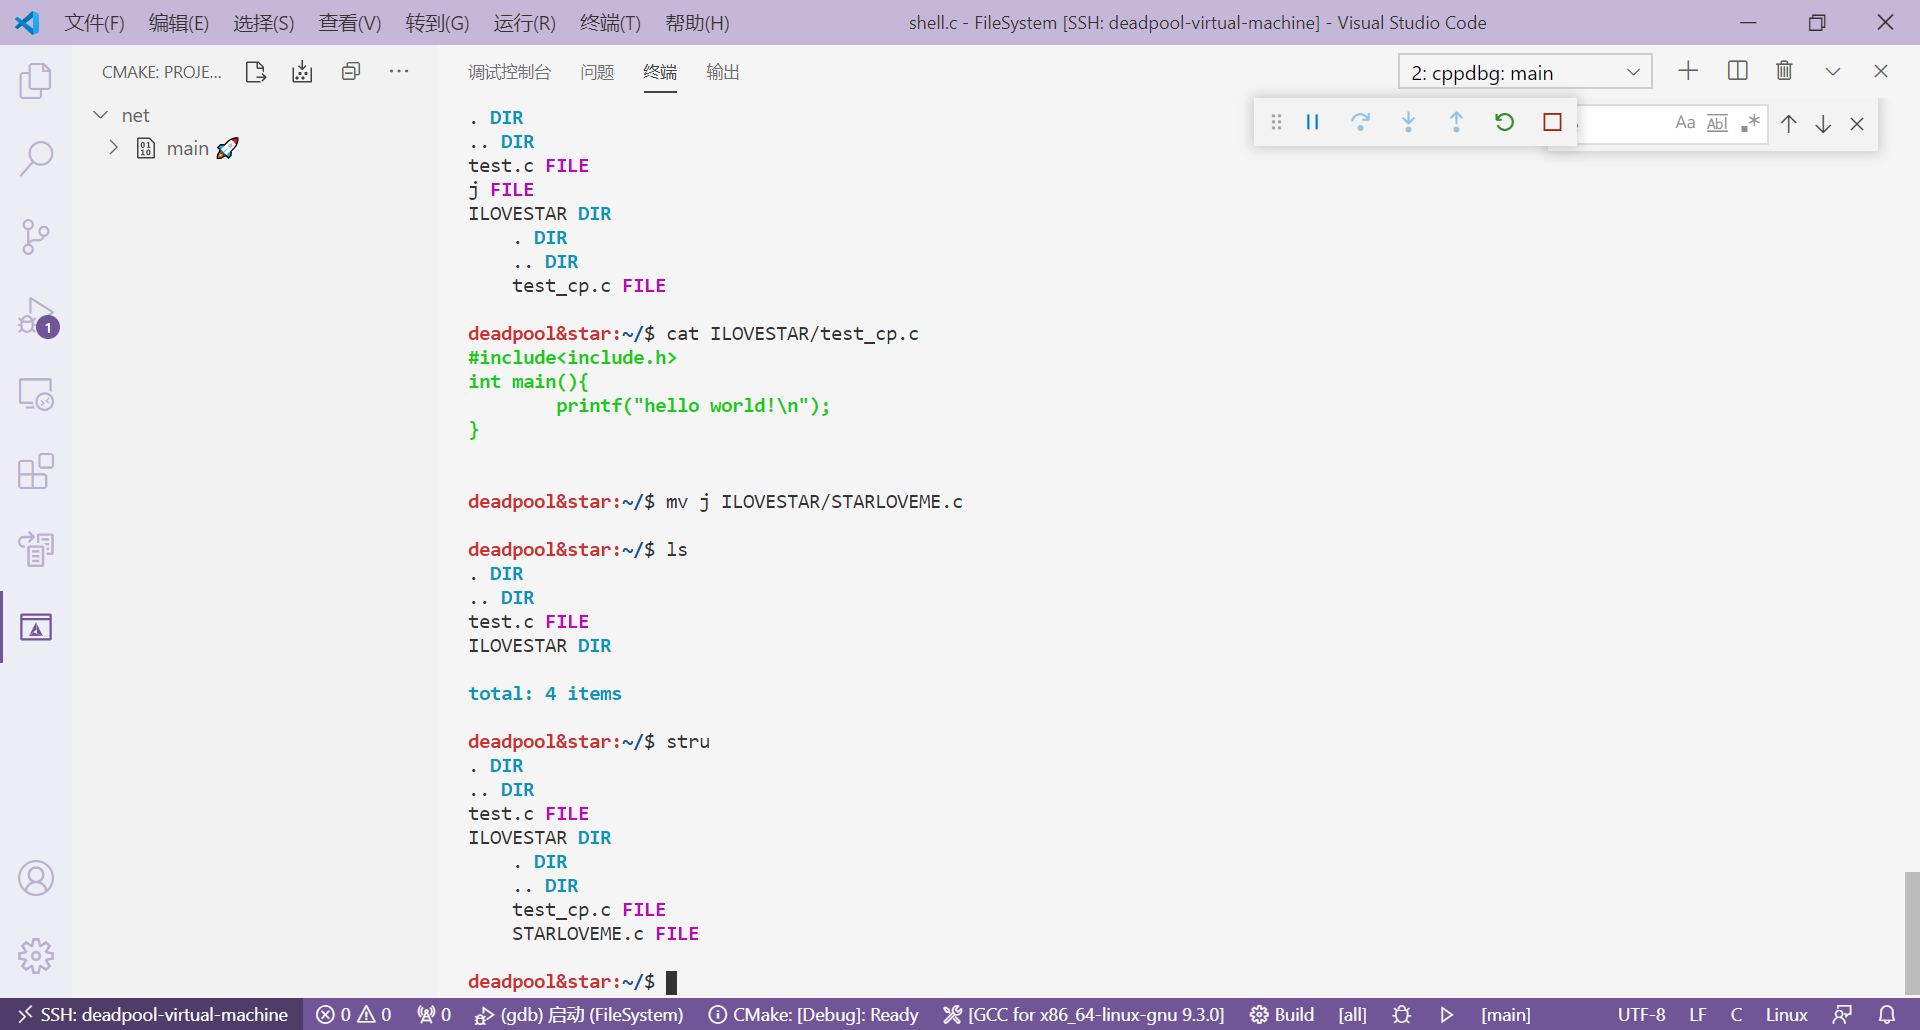 文件(F) 编辑(E) 选择(S) 查看(V) 转到(G) 运行(R) 终端(T) 帮助(H) shell.c - FileSystem [SSH: deadpool-virtual-machine] - Visual Studio Code
CMAKE: PROJE... 调试控制台 问题 终端 输出 2: cppdbg: main
net
main
Aa Abl .*
. DIR
.. DIR
test.c FILE
j FILE
ILOVESTAR DIR
. DIR
.. DIR
test_cp.c FILE
deadpool&star:~/$ cat ILOVESTAR/test_cp.c
#include<include.h>
int main(){
printf("hello world!\n");
}
deadpool&star:~/$ mv j ILOVESTAR/STARLOVEME.c
deadpool&star:~/$ ls
. DIR
.. DIR
test.c FILE
ILOVESTAR DIR
total: 4 items
deadpool&star:~/$ stru
. DIR
.. DIR
test.c FILE
ILOVESTAR DIR
. DIR
.. DIR
test_cp.c FILE
STARLOVEME.c FILE
deadpool&star:~/$
1
SSH: deadpool-virtual-machine 0 0 0 (gdb) 启动 (FileSystem) CMake: [Debug]: Ready [GCC for x86_64-linux-gnu 9.3.0] Build [all] [main] UTF-8 LF C Linux